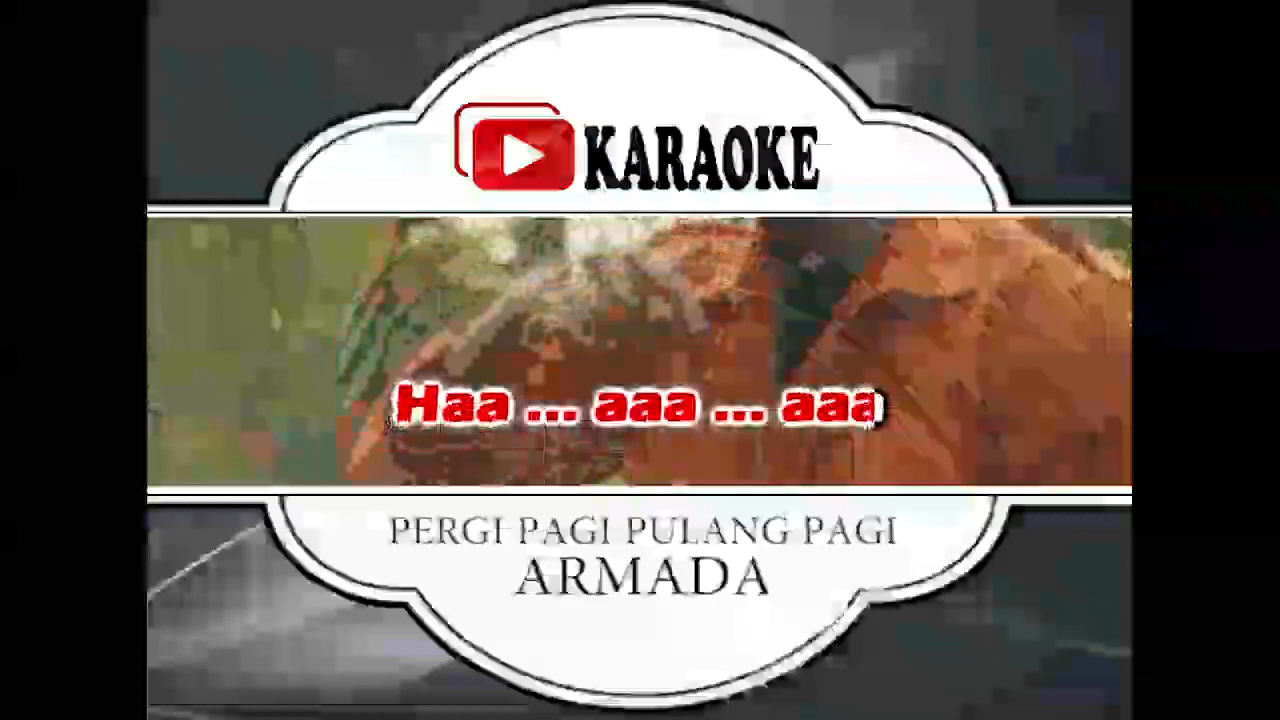 KARAOKE
Haa ... aaa ... aaa
PERGI PAGI PULANG PAGI
ARMADA